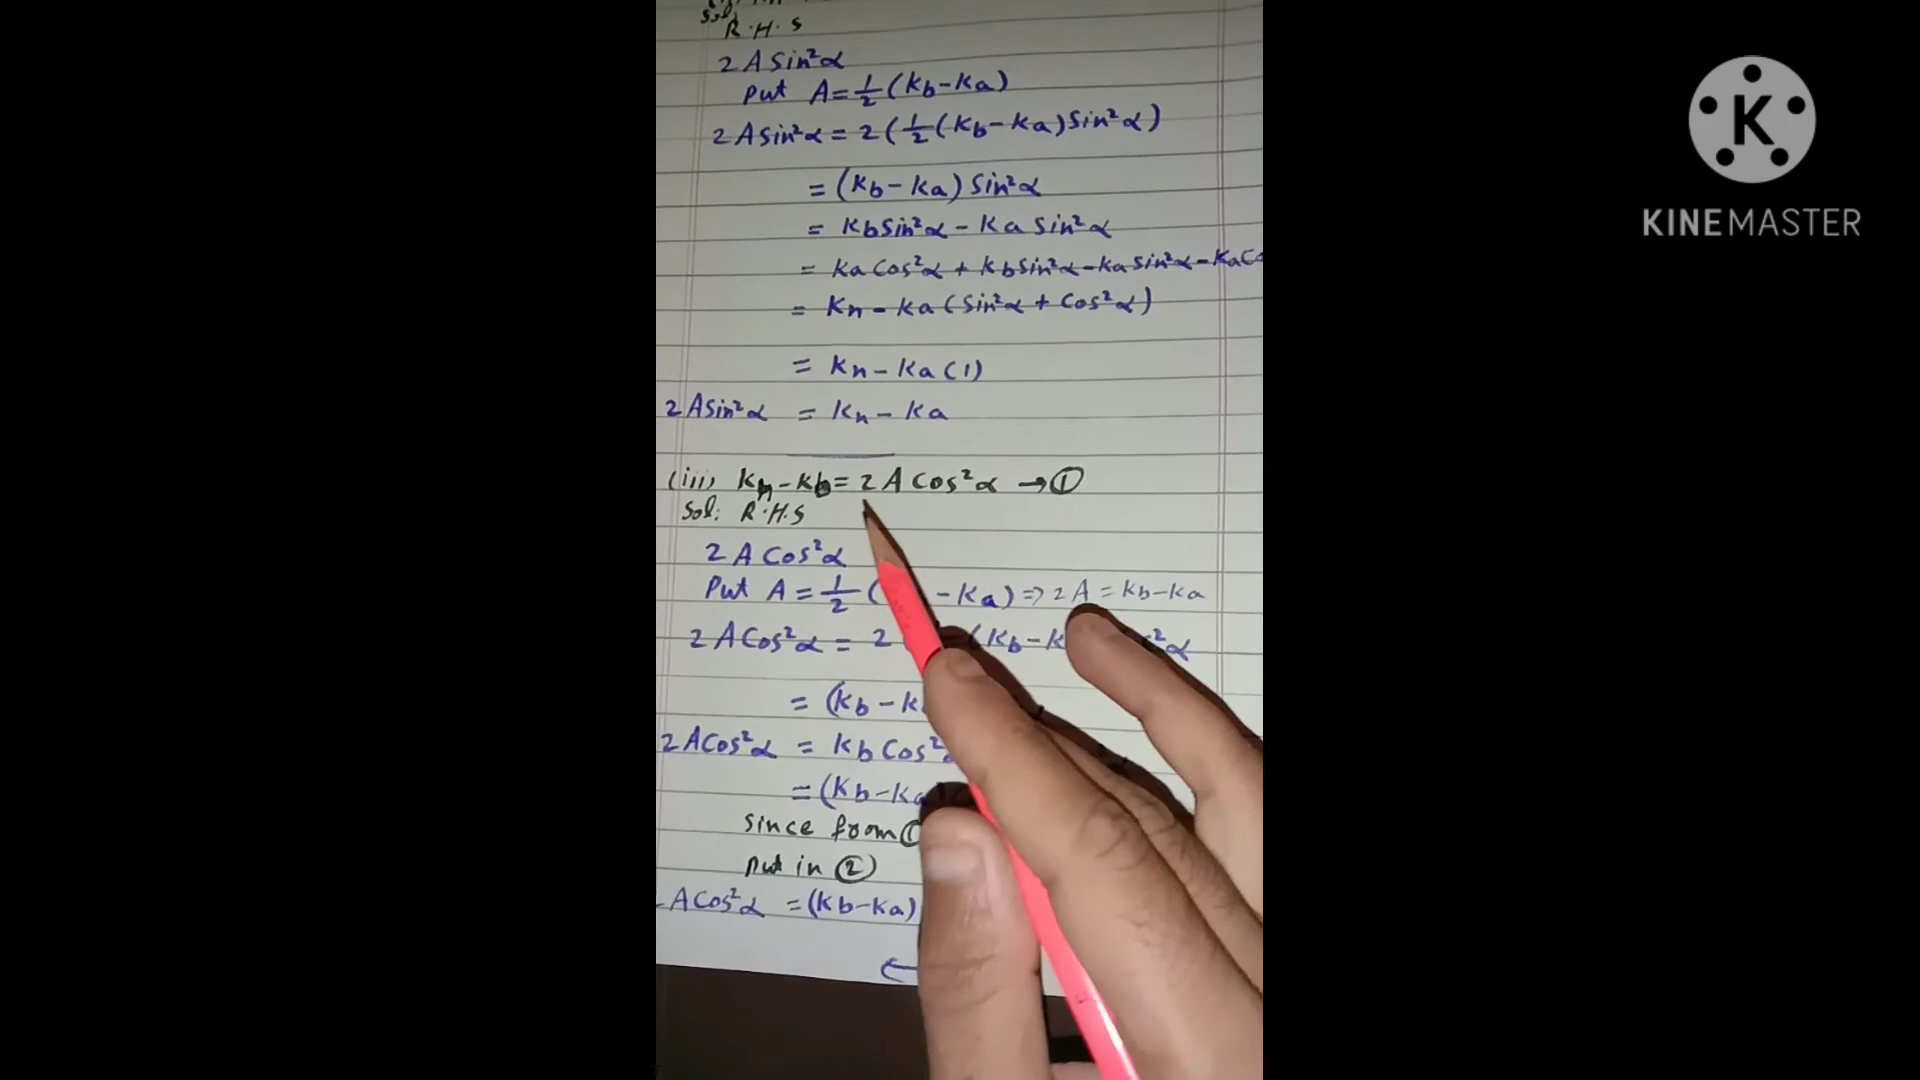 Sol:
R.H.S
2A Sin²α
Put A = 1/2 (kb - ka)
2A sin²α = 2 (1/2 (kb - ka) Sin²α)
= (kb - ka) Sin²α
= kb Sin²α - ka Sin²α
= ka Cos²α + kb Sin²α - ka Sin²α - ka Co
= kn - ka (Sin²α + Cos²α)
= kn - ka (1)
2A Sin²α = kn - ka
(iii) kn - kb = 2A Cos²α → ①
Sol: R.H.S
2A Cos²α
Put A = 1/2 ( - ka) ⇒ 2A = kb - ka
2A Cos²α = 2 (kb - k ²α
= (kb - k
2A Cos²α = kb Cos²
= (kb - ka
Since from ①
Put in ②)
A Cos²α = (kb - ka)
K
KINEMASTER